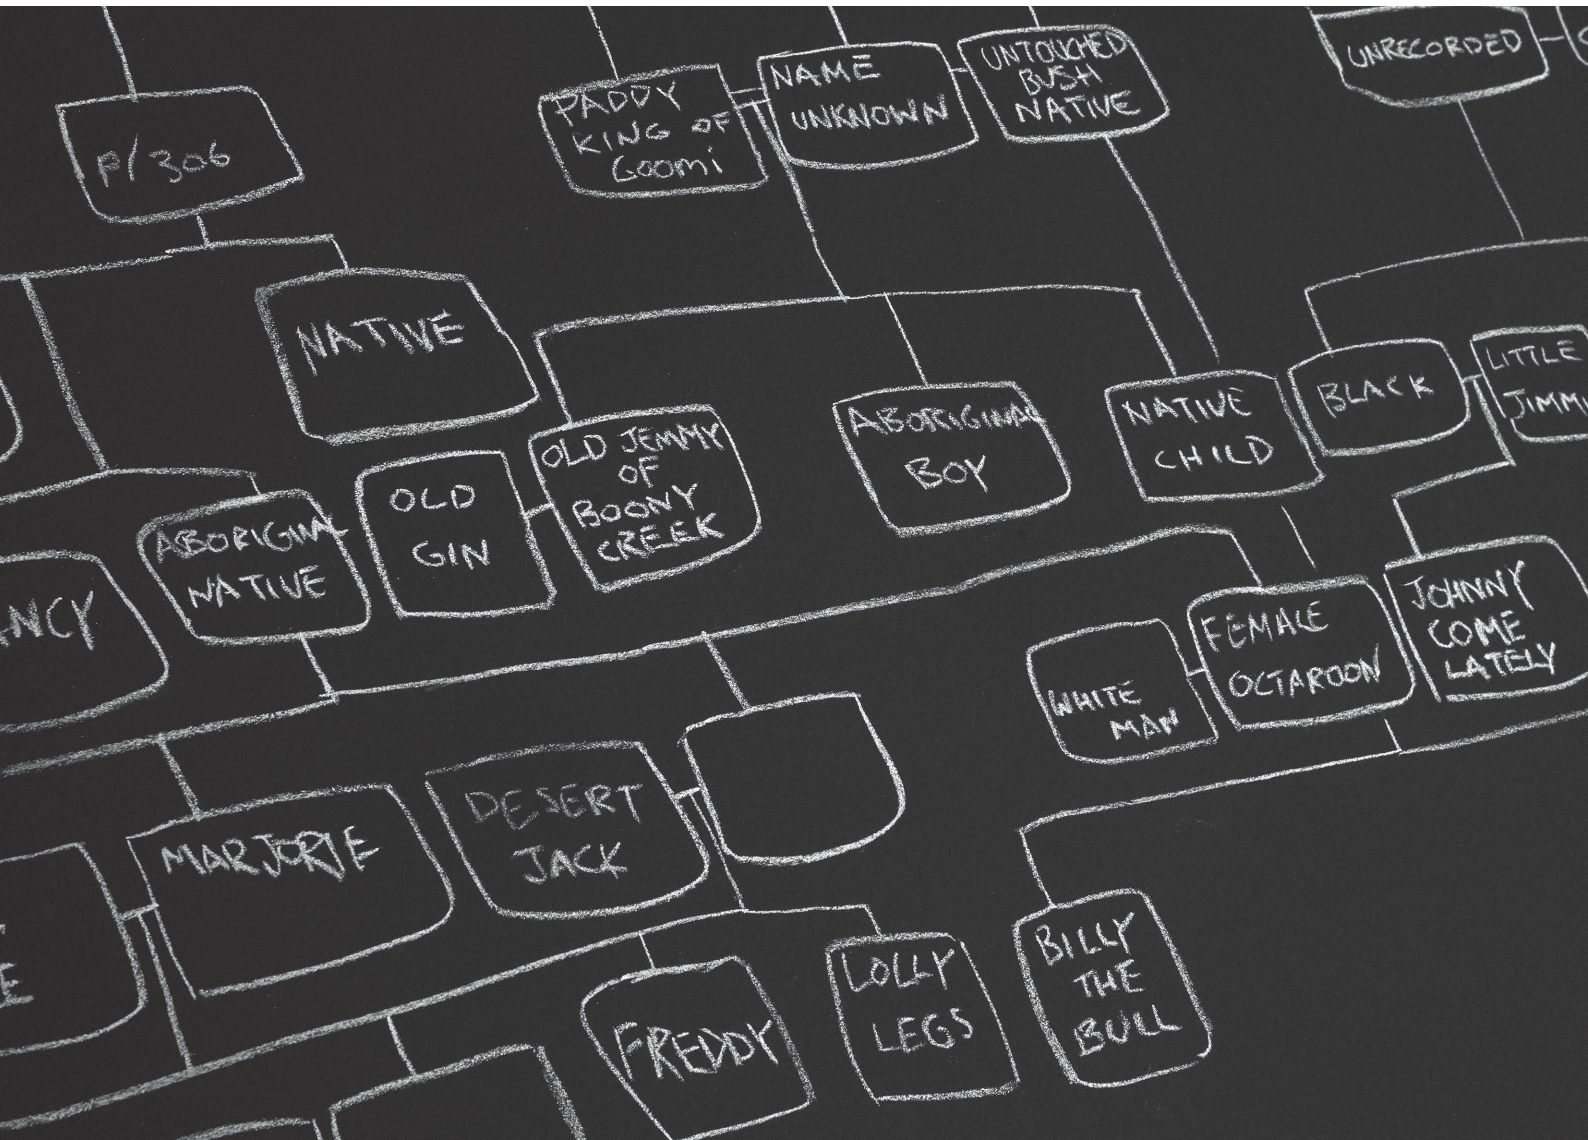 UNRECORDED
UNTOUCHED
BUSH
NATIVE
NAME
UNKNOWN
PADDY
KING OF
GOOMi
P/306
NATIVE
LITTLE
BLACK
NATIVE
CHILD
ABORIGINAL
BOY
OLD JEMMY
OF
BOONY
CREEK
OLD
GIN
ABORIGINAL
NATIVE
JOHNNY
COME
LATELY
FEMALE
OCTAROON
WHITE
MAN
DESERT
JACK
MARJORIE
BILLY
THE
BULL
LOLLY
LEGS
FREDDY